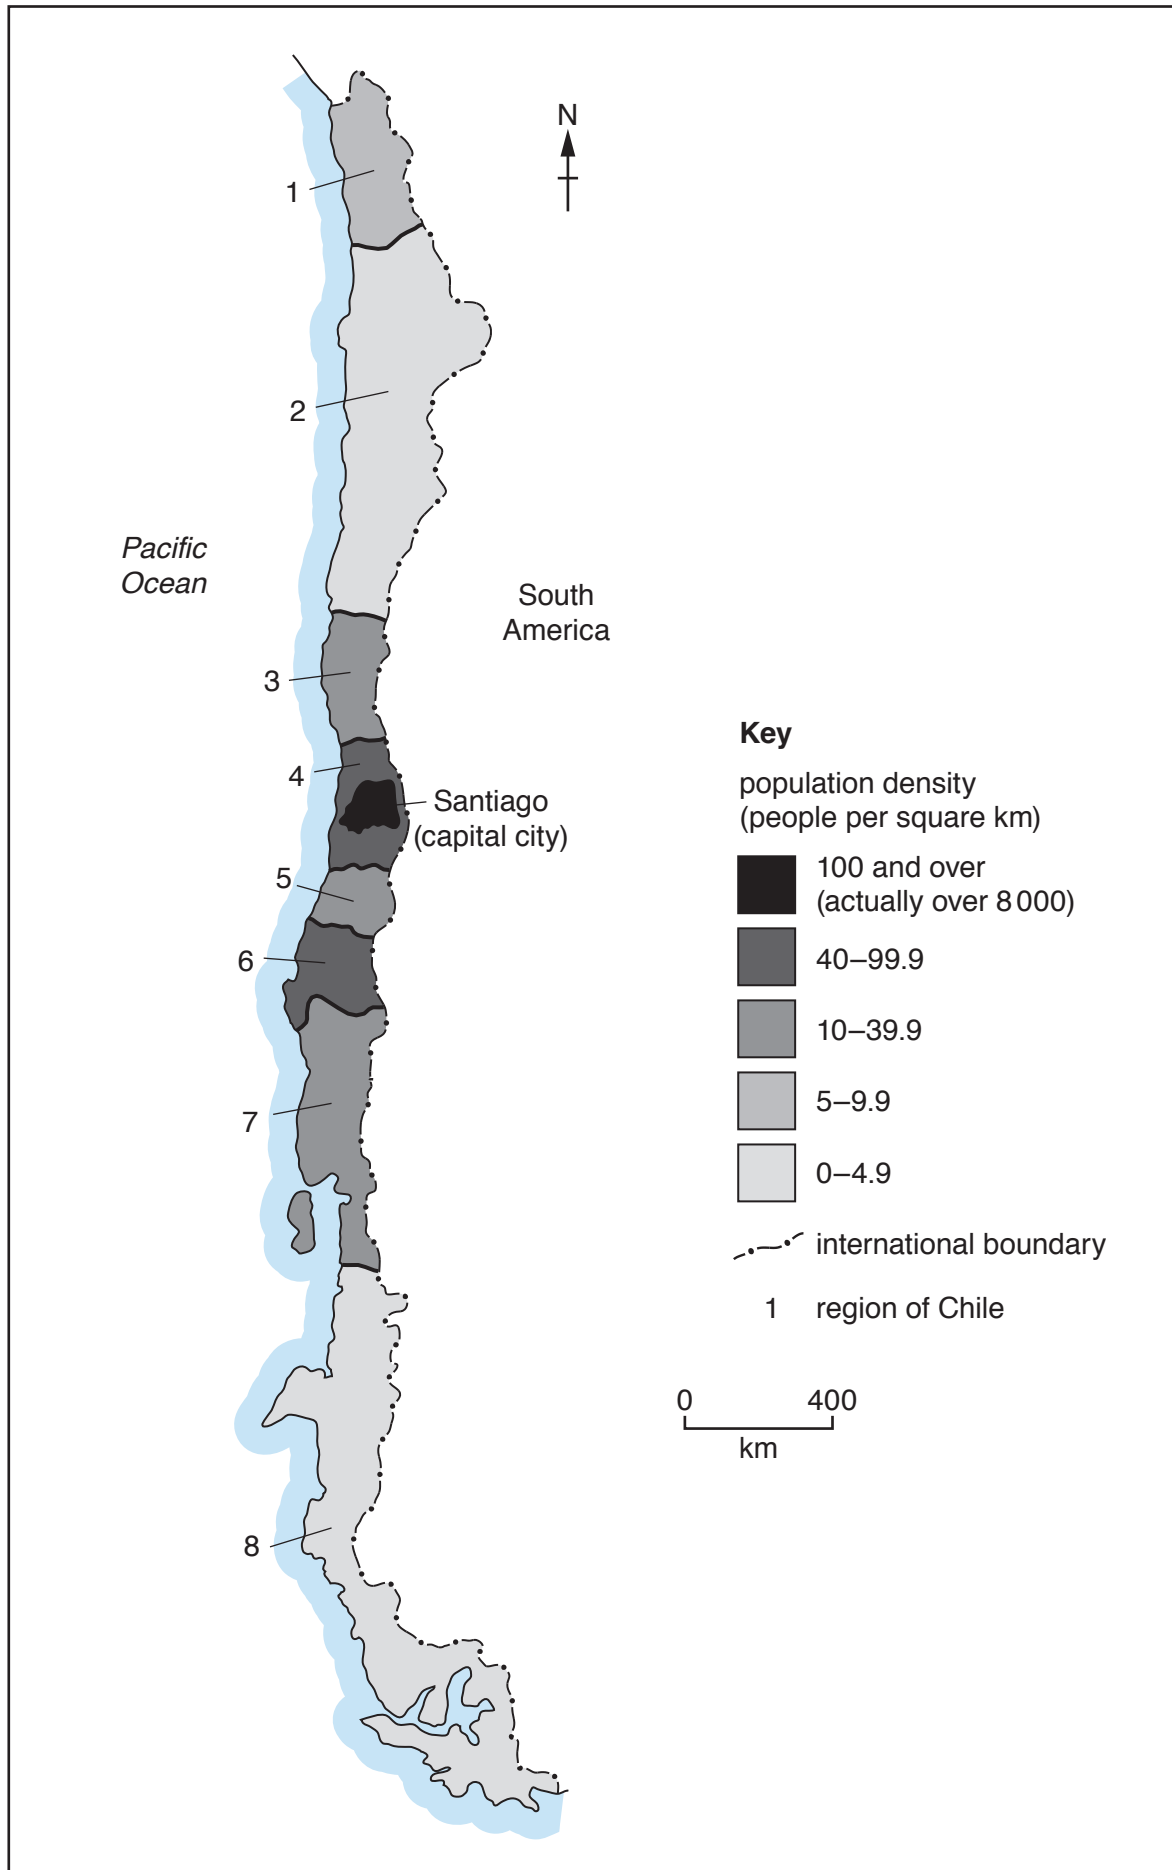 N
1
2
Pacific
Ocean
South
America
3
4
Santiago
(capital city)
5
6
7
8
Key
population density
(people per square km)
100 and over
(actually over 8 000)
40–99.9
10–39.9
5–9.9
0–4.9
international boundary
1 region of Chile
0 400
km